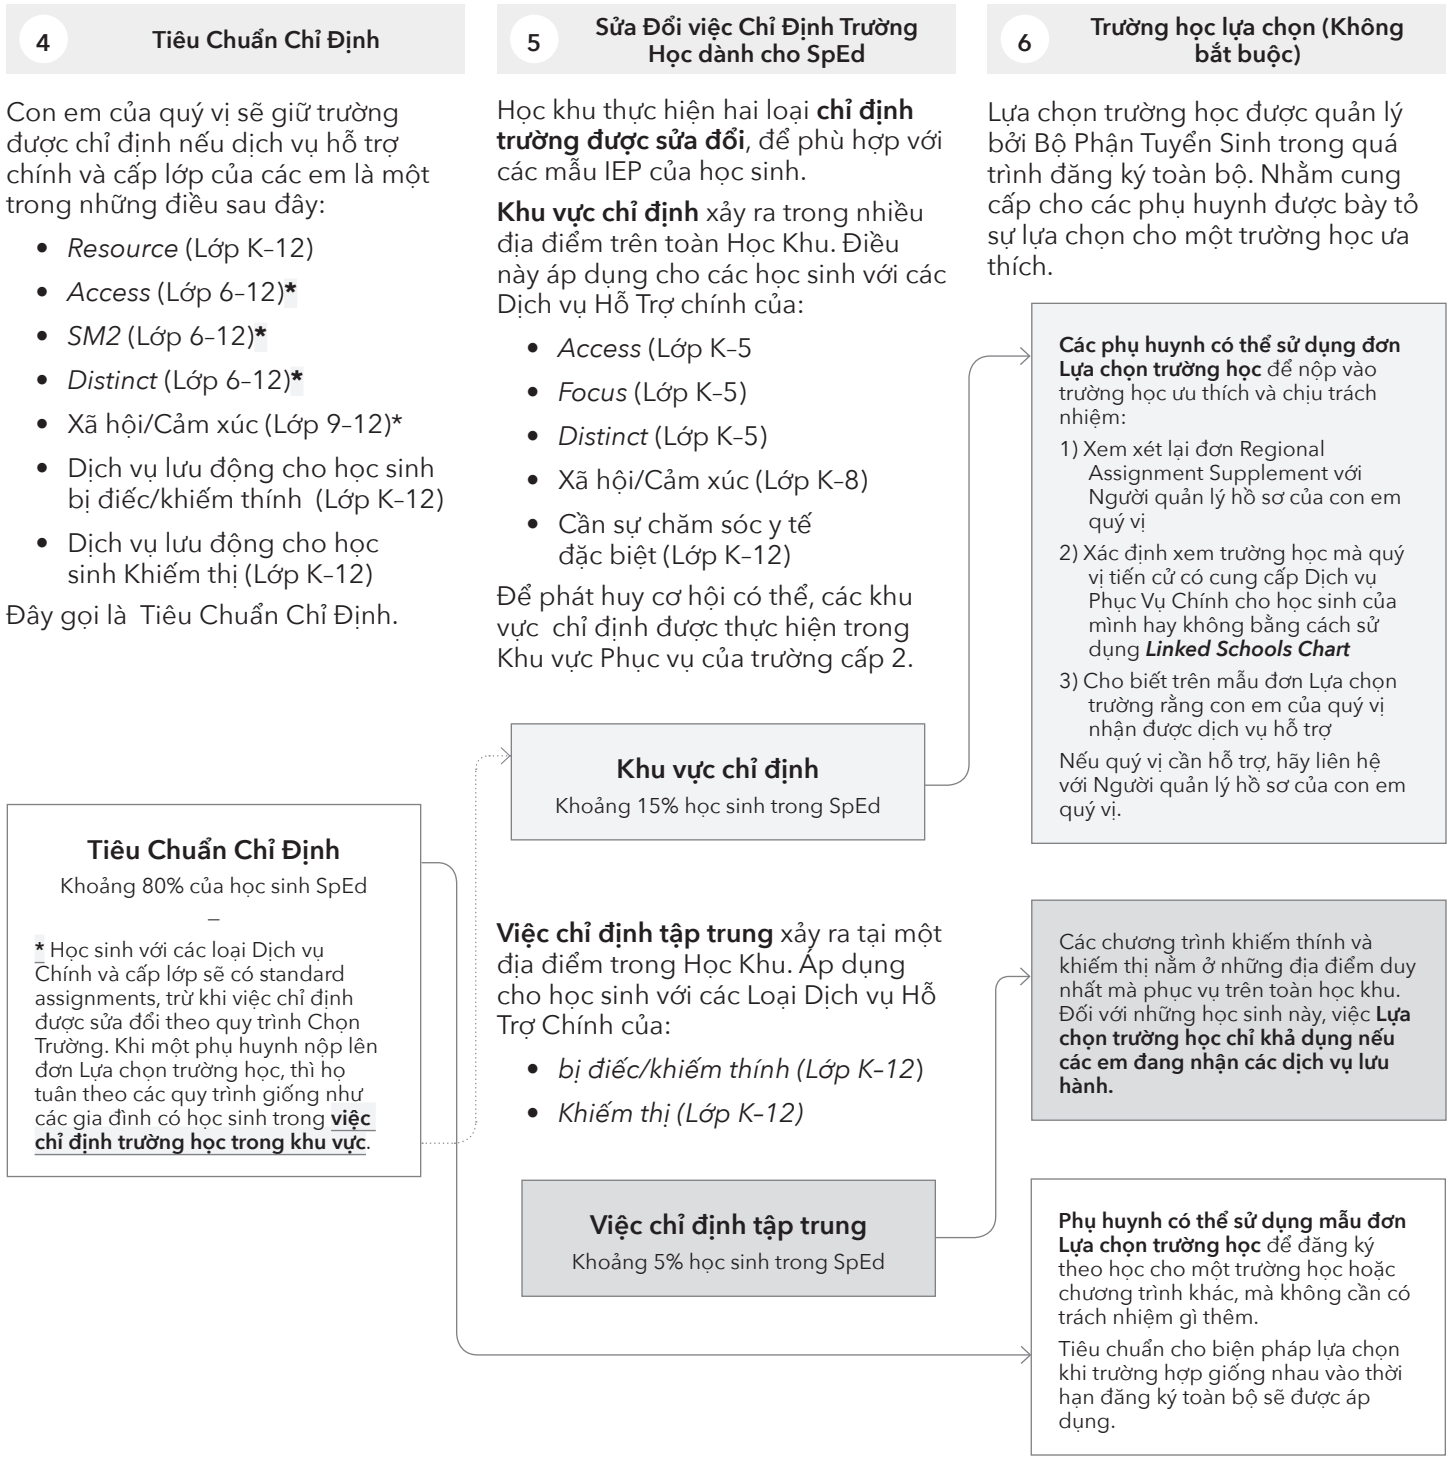 4
Tiêu Chuẩn Chỉ Định
Con em của quý vị sẽ giữ trường
được chỉ định nếu dịch vụ hỗ trợ
chính và cấp lớp của các em là một
trong những điều sau đây:
• Resource (Lớp K–12)
• Access (Lớp 6–12)*
• SM2 (Lớp 6–12)*
• Distinct (Lớp 6–12)*
• Xã hội/Cảm xúc (Lớp 9–12)*
• Dịch vụ lưu động cho học sinh
bị điếc/khiếm thính (Lớp K–12)
• Dịch vụ lưu động cho học
sinh Khiếm thị (Lớp K–12)
Đây gọi là Tiêu Chuẩn Chỉ Định.
Tiêu Chuẩn Chỉ Định
Khoảng 80% của học sinh SpEd
–
* Học sinh với các loại Dịch vụ
Chính và cấp lớp sẽ có standard
assignments, trừ khi việc chỉ định
được sửa đổi theo quy trình Chọn
Trường. Khi một phụ huynh nộp lên
đơn Lựa chọn trường học, thì họ
tuân theo các quy trình giống như
các gia đình có học sinh trong việc
chỉ định trường học trong khu vực.
5
Sửa Đổi việc Chỉ Định Trường
Học dành cho SpEd
Học khu thực hiện hai loại chỉ định
trường được sửa đổi, để phù hợp với
các mẫu IEP của học sinh.
Khu vực chỉ định xảy ra trong nhiều
địa điểm trên toàn Học Khu. Điều
này áp dụng cho các học sinh với các
Dịch vụ Hỗ Trợ chính của:
• Access (Lớp K–5
• Focus (Lớp K–5)
• Distinct (Lớp K–5)
• Xã hội/Cảm xúc (Lớp K–8)
• Cần sự chăm sóc y tế
đặc biệt (Lớp K–12)
Để phát huy cơ hội có thể, các khu
vực chỉ định được thực hiện trong
Khu vực Phục vụ của trường cấp 2.
Khu vực chỉ định
Khoảng 15% học sinh trong SpEd
Việc chỉ định tập trung xảy ra tại một
địa điểm trong Học Khu. Áp dụng
cho học sinh với các Loại Dịch vụ Hỗ
Trợ Chính của:
• bị điếc/khiếm thính (Lớp K–12)
• Khiếm thị (Lớp K–12)
Việc chỉ định tập trung
Khoảng 5% học sinh trong SpEd
6
Trường học lựa chọn (Không
bắt buộc)
Lựa chọn trường học được quản lý
bởi Bộ Phận Tuyển Sinh trong quá
trình đăng ký toàn bộ. Nhằm cung
cấp cho các phụ huynh được bày tỏ
sự lựa chọn cho một trường học ưa
thích.
Các phụ huynh có thể sử dụng đơn
Lựa chọn trường học để nộp vào
trường học ưu thích và chịu trách
nhiệm:
1) Xem xét lại đơn Regional
Assignment Supplement với
Người quản lý hồ sơ của con em
quý vị
2) Xác định xem trường học mà quý
vị tiến cử có cung cấp Dịch vụ
Phục Vụ Chính cho học sinh của
mình hay không bằng cách sử
dụng Linked Schools Chart
3) Cho biết trên mẫu đơn Lựa chọn
trường rằng con em của quý vị
nhận được dịch vụ hỗ trợ
Nếu quý vị cần hỗ trợ, hãy liên hệ
với Người quản lý hồ sơ của con em
quý vị.
Các chương trình khiếm thính và
khiếm thị nằm ở những địa điểm duy
nhất mà phục vụ trên toàn học khu.
Đối với những học sinh này, việc Lựa
chọn trường học chỉ khả dụng nếu
các em đang nhận các dịch vụ lưu
hành.
Phụ huynh có thể sử dụng mẫu đơn
Lựa chọn trường học để đăng ký
theo học cho một trường học hoặc
chương trình khác, mà không cần có
trách nhiệm gì thêm.
Tiêu chuẩn cho biện pháp lựa chọn
khi trường hợp giống nhau vào thời
hạn đăng ký toàn bộ sẽ được áp
dụng.